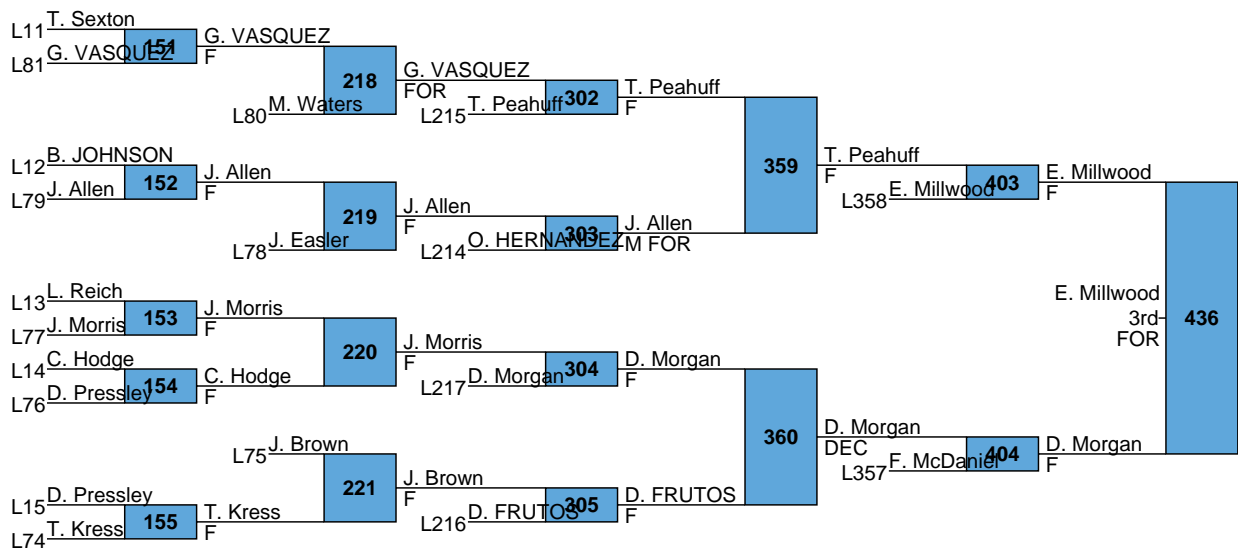 L11 T. Sexton
L81 G. VASQUEZ
151
G. VASQUEZ
F
L80 M. Waters
218
G. VASQUEZ
FOR
L215 T. Peahuff
302
T. Peahuff
F
L12 B. JOHNSON
L79 J. Allen
152
J. Allen
F
L78 J. Easler
219
J. Allen
F
L214 O. HERNANDEZ
303
J. Allen
M FOR
359
T. Peahuff
F
L358 E. Millwood
403
E. Millwood
F
L13 L. Reich
L77 J. Morris
153
J. Morris
F
L14 C. Hodge
L76 D. Pressley
154
C. Hodge
F
220
J. Morris
F
L217 D. Morgan
304
D. Morgan
F
L75 J. Brown
L15 D. Pressley
L74 T. Kress
155
T. Kress
F
221
J. Brown
F
L216 D. FRUTOS
305
D. FRUTOS
F
360
D. Morgan
DEC
L357 F. McDaniel
404
D. Morgan
F
436
E. Millwood
3rd
FOR